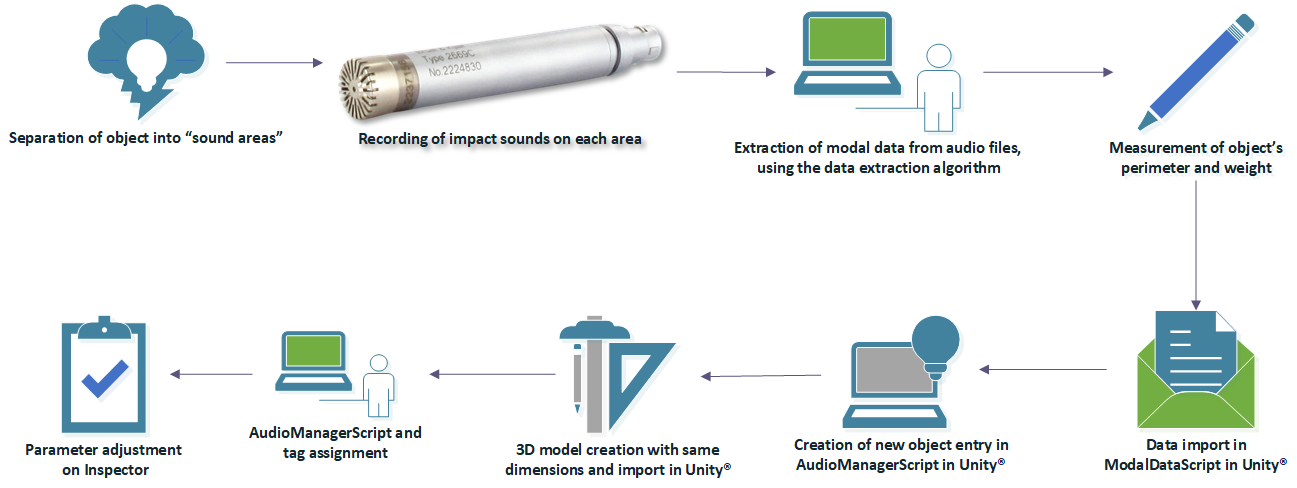 Type 2669C
No.2224830
Separation of object into “sound areas”
Recording of impact sounds on each area
Extraction of modal data from audio files,
using the data extraction algorithm
Measurement of object’s
perimeter and weight
Parameter adjustment
on Inspector
AudioManagerScript and
tag assignment
3D model creation with same
dimensions and import in Unity®
Creation of new object entry in
AudioManagerScript in Unity®
Data import in
ModalDataScript in Unity®